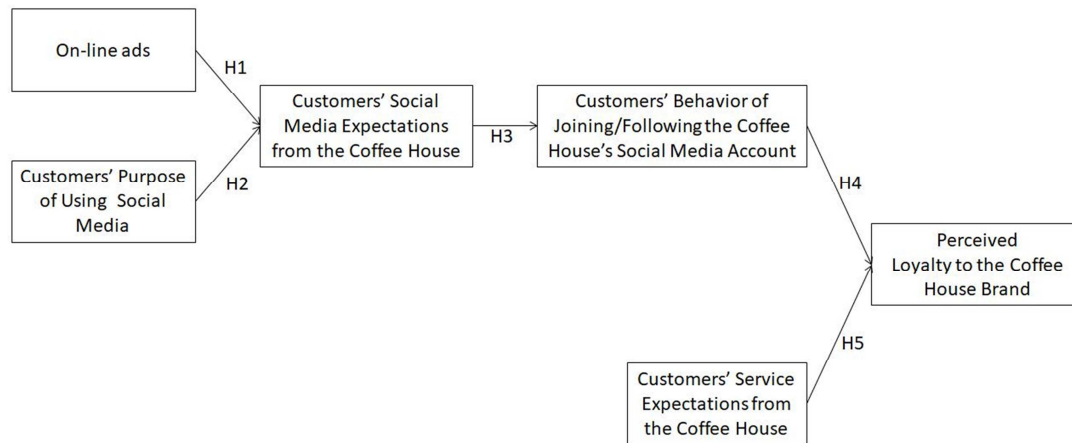 On-line ads
H1
Customers' Social
Media Expectations
from the Coffee House
H3
Customers' Behavior of
Joining/Following the Coffee
House's Social Media Account
Customers' Purpose
of Using Social
Media
H2
H4
Perceived
Loyalty to the Coffee
House Brand
H5
Customers' Service
Expectations from
the Coffee House